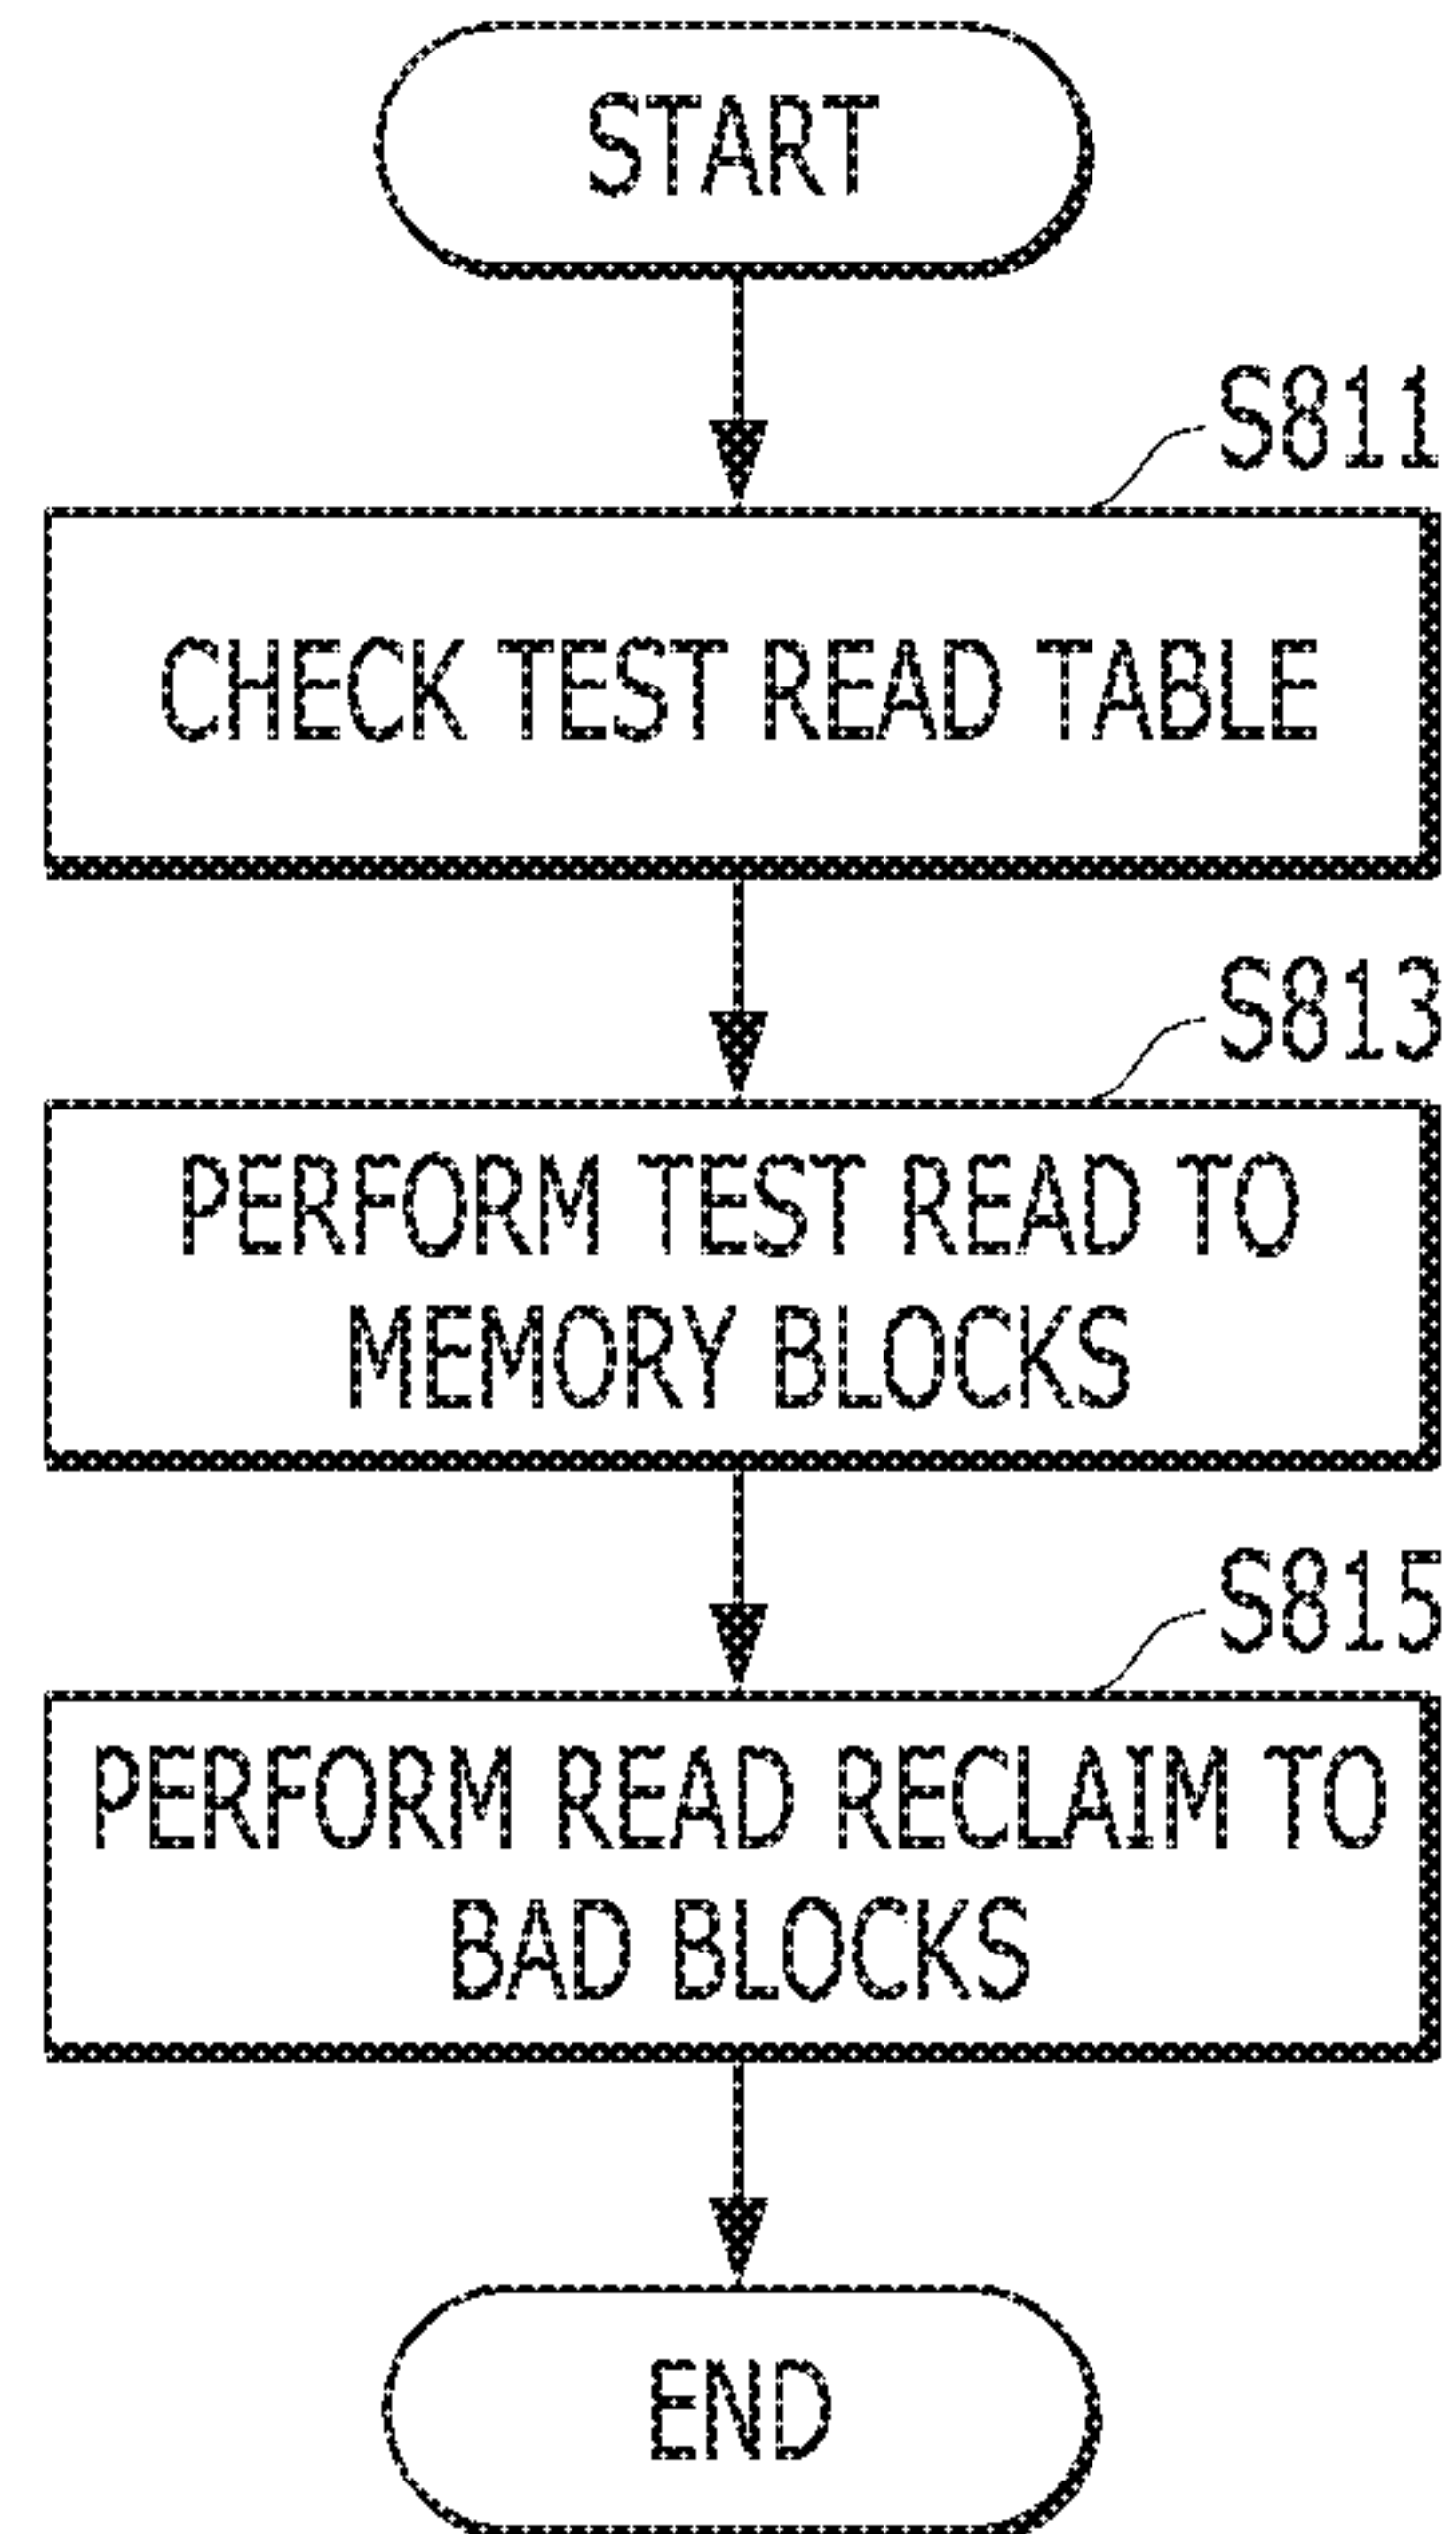 START
S811
CHECK TEST READ TABLE
S813
PERFORM TEST READ TO
MEMORY BLOCKS
S815
PERFORM READ RECLAIM TO
BAD BLOCKS
END